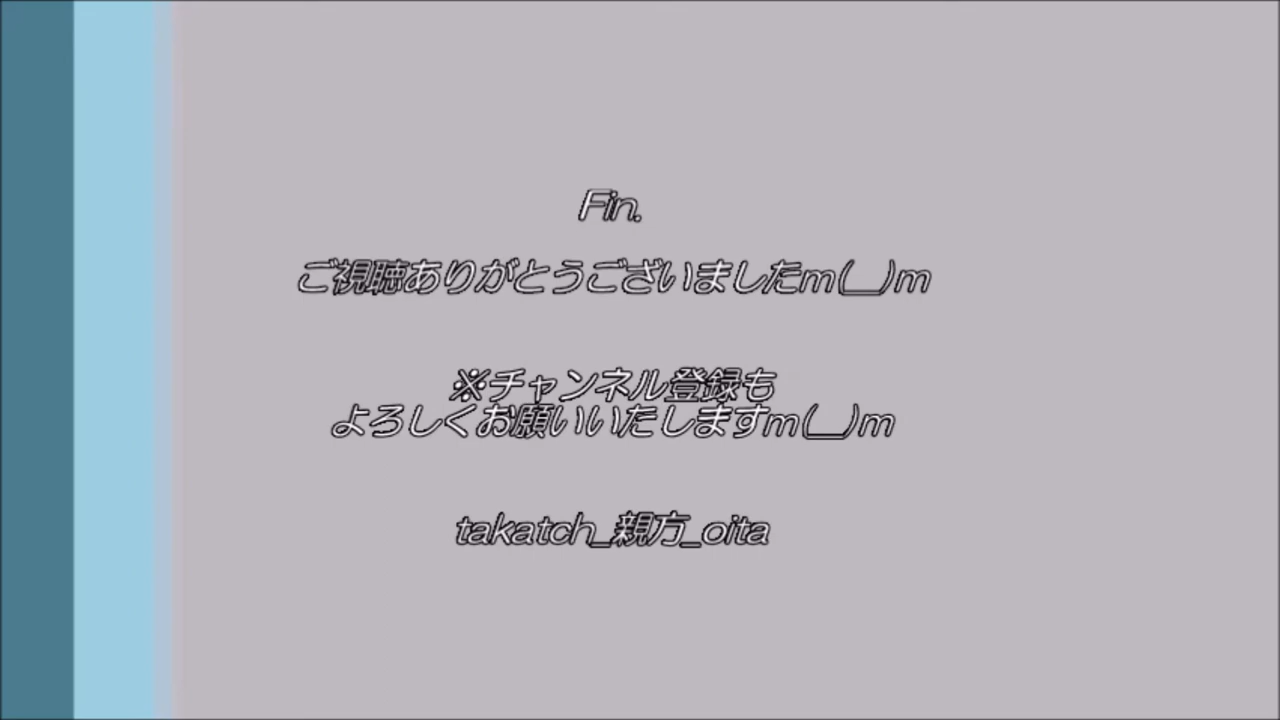 Fin.
ご視聴ありがとうございましたm(__)m
※チャンネル登録も
よろしくお願いいたしますm(__)m
takatch_親方_oita